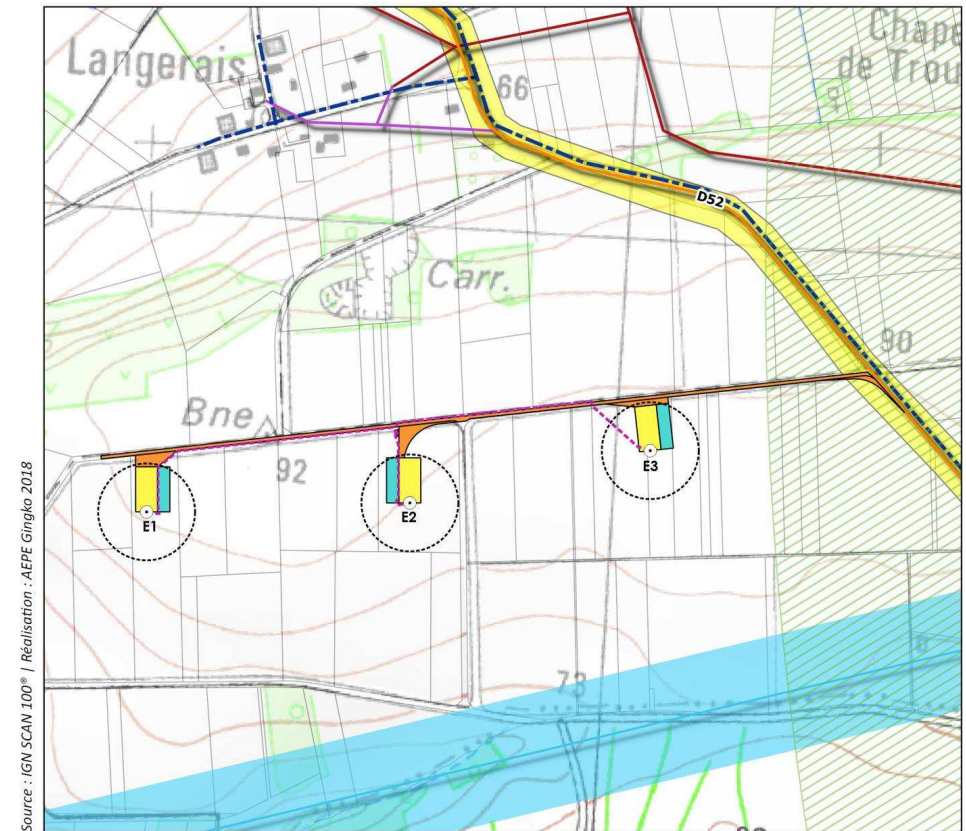 Chape
Langerais
de Trou
66
D52
Carr.
90
Bne
92
E3
E1
E2
73
Source : IGN SCAN 100® | Réalisation : AEPE Gingko 2018